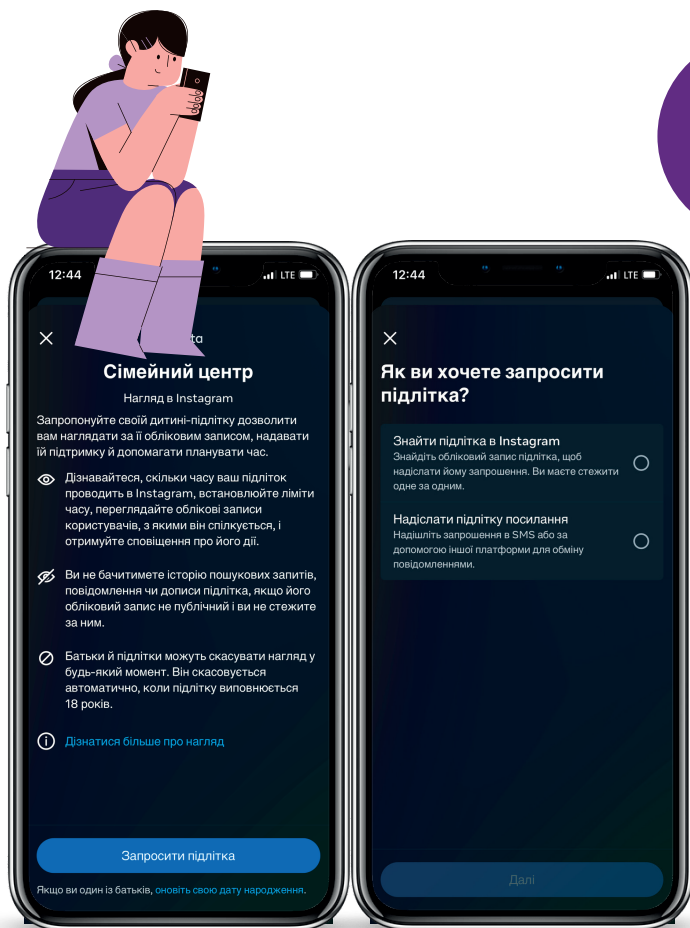 12:44
LTE
ta
Сімейний центр
Нагляд в Instagram
Запропонуйте своїй дитині-підлітку дозволити
вам наглядати за її обліковим записом, надавати
їй підтримку й допомагати планувати час.
Дізнавайтеся, скільки часу ваш підліток
проводить в Instagram, встановлюйте ліміти
часу, переглядайте облікові записи
користувачів, з якими він спілкується, і
отримуйте сповіщення про його дії.
Ви не бачитимете історію пошукових запитів,
повідомлення чи дописи підлітка, якщо його
обліковий запис не публічний і ви не стежите
за ним.
Батьки й підлітки можуть скасувати нагляд у
будь-який момент. Він скасовується
автоматично, коли підлітку виповнюється
18 років.
Дізнатися більше про нагляд
Запросити підлітка
Якщо ви один із батьків, оновіть свою дату народження.
12:44
LTE
Як ви хочете запросити
підлітка?
Знайти підлітка в Instagram
Знайдіть обліковий запис підлітка, щоб
надіслати йому запрошення. Ви маєте стежити
одне за одним.
Надіслати підлітку посилання
Надішліть запрошення в SMS або за
допомогою іншої платформи для обміну
повідомленнями.
Далі